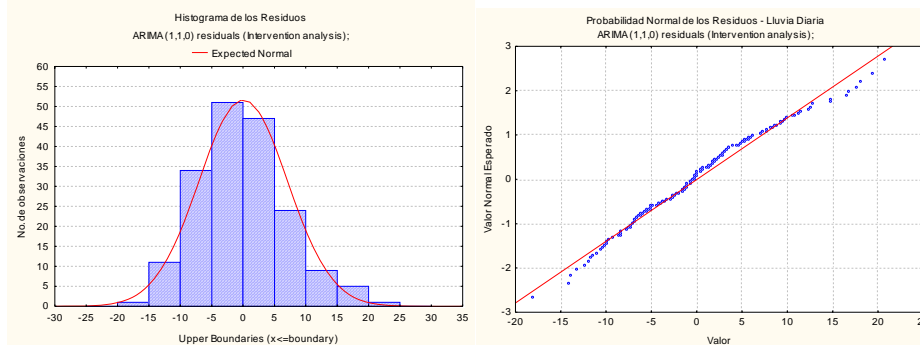 Histograma de los Residuos
ARIMA (1,1,0) residuals (Intervention analysis);
Expected Normal
60
55
50
45
40
35
30
25
20
15
10
5
0
No. de observaciones
-30 -25 -20 -15 -10 -5 0 5 10 15 20 25 30 35
Upper Boundaries (x<=boundary)
Probabilidad Normal de los Residuos - Lluvia Diaria
ARIMA (1,1,0) residuals (Intervention analysis);
3
2
1
0
-1
-2
-3
Valor Normal Esperado
-20 -15 -10 -5 0 5 10 15 20
Valor